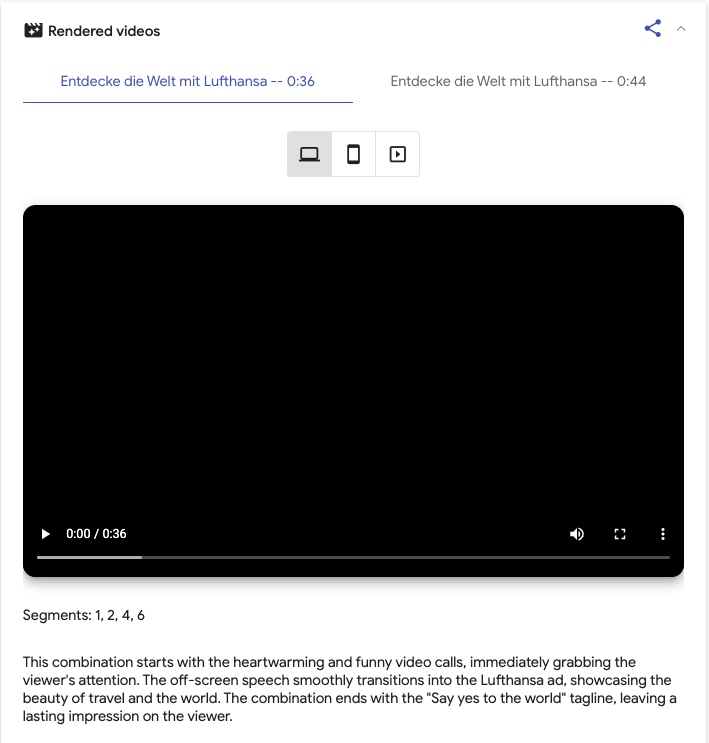 Rendered videos
Entdecke die Welt mit Lufthansa -- 0:36
Entdecke die Welt mit Lufthansa -- 0:44
0:00 / 0:36
Segments: 1, 2, 4, 6
This combination starts with the heartwarming and funny video calls, immediately grabbing the
viewer's attention. The off-screen speech smoothly transitions into the Lufthansa ad, showcasing the
beauty of travel and the world. The combination ends with the "Say yes to the world" tagline, leaving a
lasting impression on the viewer.